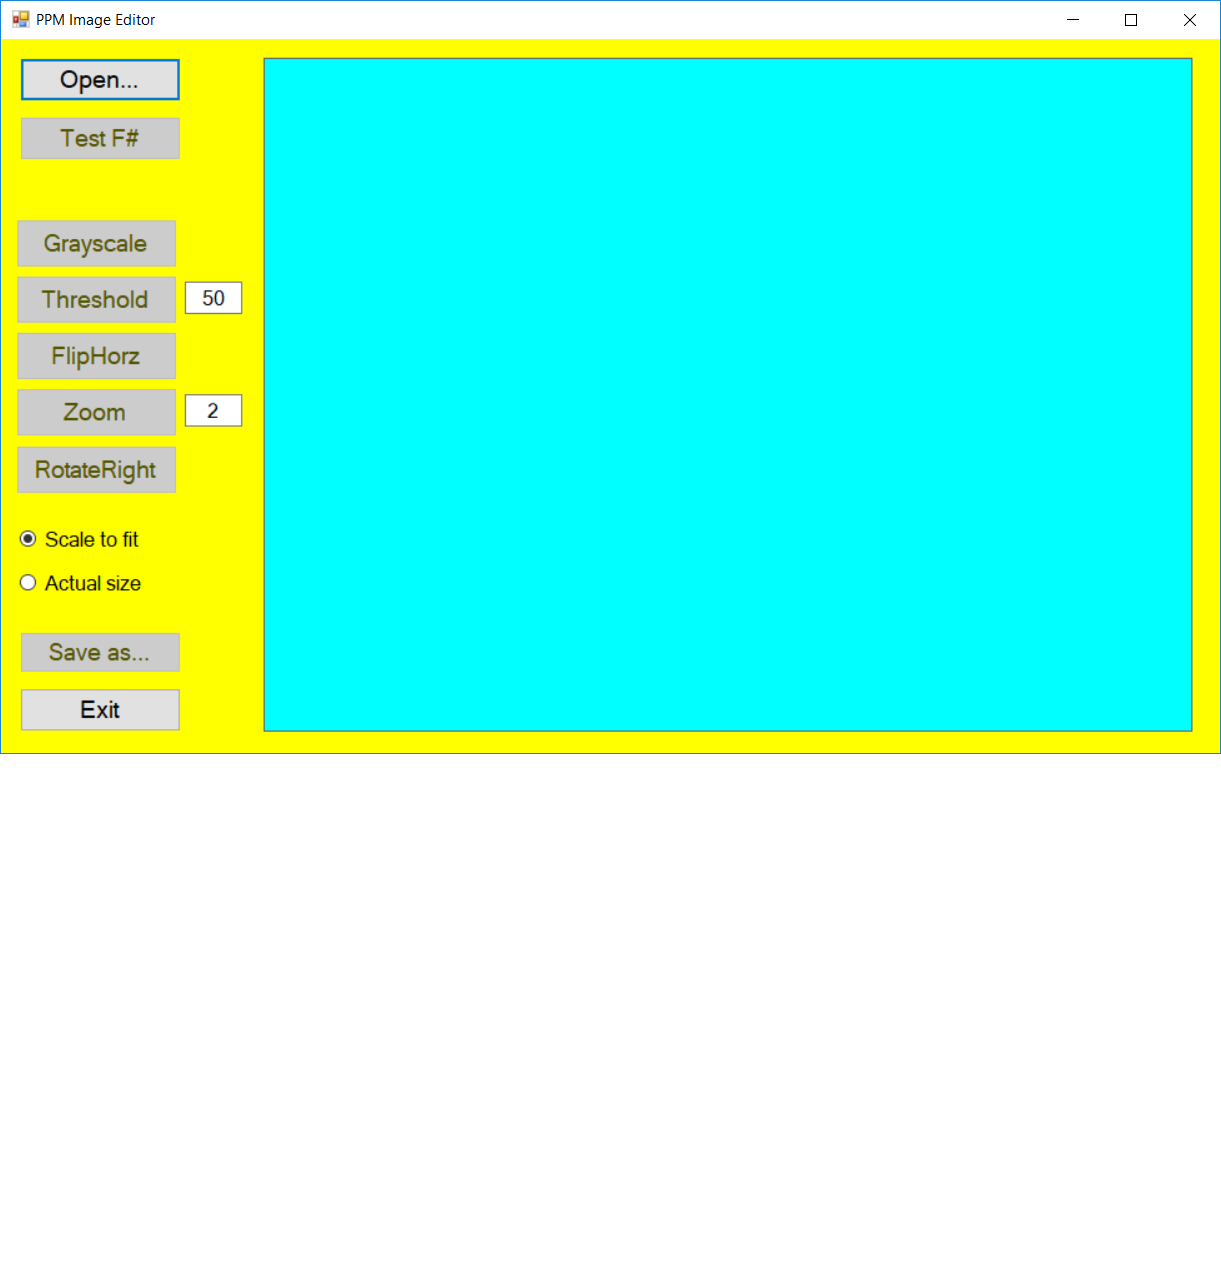 PPM Image Editor
Open...
Test F#
Grayscale
Threshold 50
FlipHorz
Zoom 2
RotateRight
Scale to fit
Actual size
Save as...
Exit